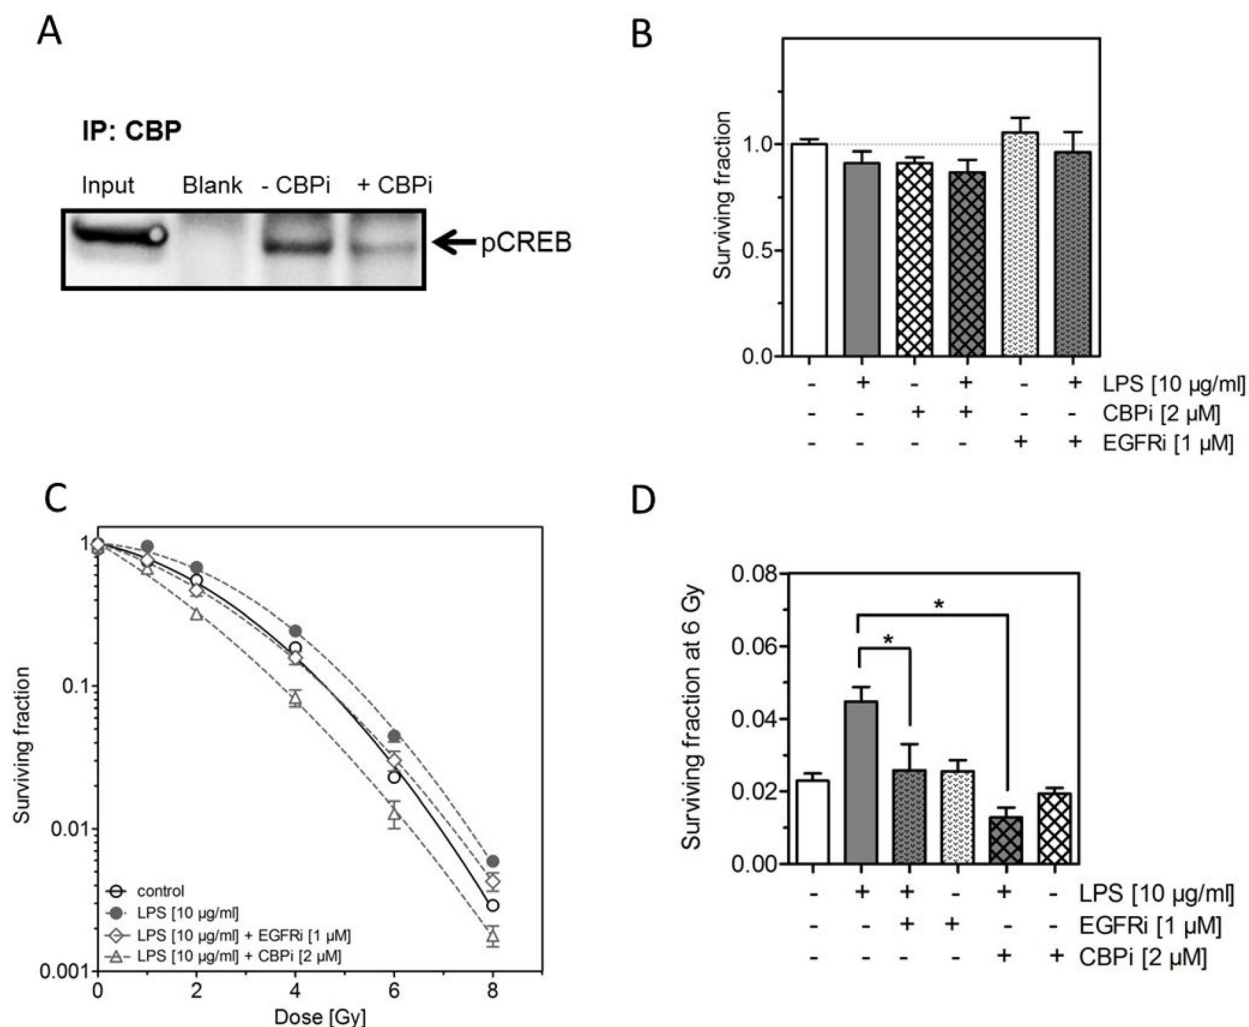 A
IP: CBP
Input Blank - CBPi + CBPi
pCREB
B
Surviving fraction
1.0
0.5
0.0
- + - + - + LPS [10 µg/ml]
- - + + - - CBPi [2 µM]
- - - - + + EGFRi [1 µM]
C
Surviving fraction
1
0.1
0.01
0.001
control
LPS [10 µg/ml]
LPS [10 µg/ml] + EGFRi [1 µM]
LPS [10 µg/ml] + CBPi [2 µM]
0 2 4 6 8
Dose [Gy]
D
Surviving fraction at 6 Gy
0.08
0.06
0.04
0.02
0.00
*
*
- + + - + - LPS [10 µg/ml]
- - + + - - EGFRi [1 µM]
- - - - + + CBPi [2 µM]